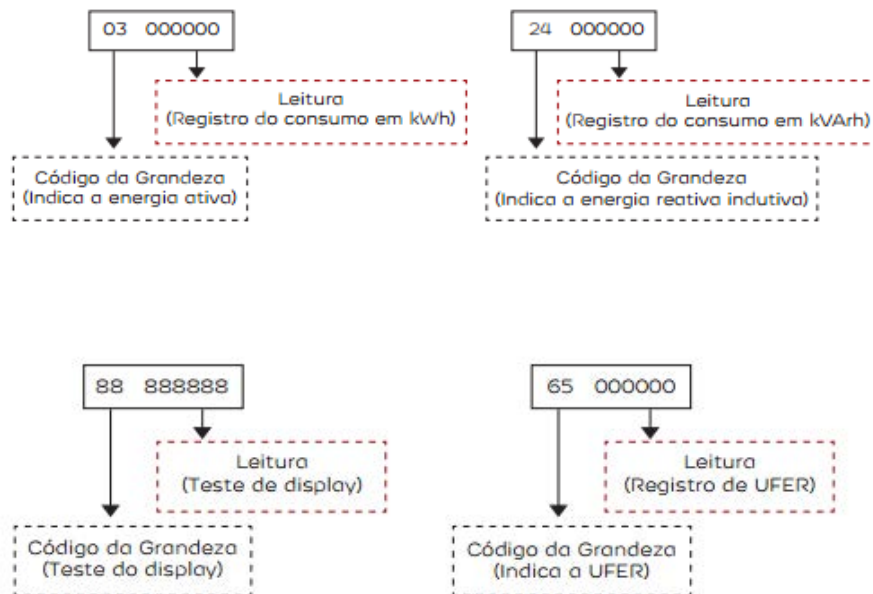 03 000000
Leitura
(Registro do consumo em kWh)
Código da Grandeza
(Indica a energia ativa)
24 000000
Leitura
(Registro do consumo em kVArh)
Código da Grandeza
(Indica a energia reativa indutiva)
88 888888
Leitura
(Teste de display)
Código da Grandeza
(Teste do display)
65 000000
Leitura
(Registro de UFER)
Código da Grandeza
(Indica a UFER)